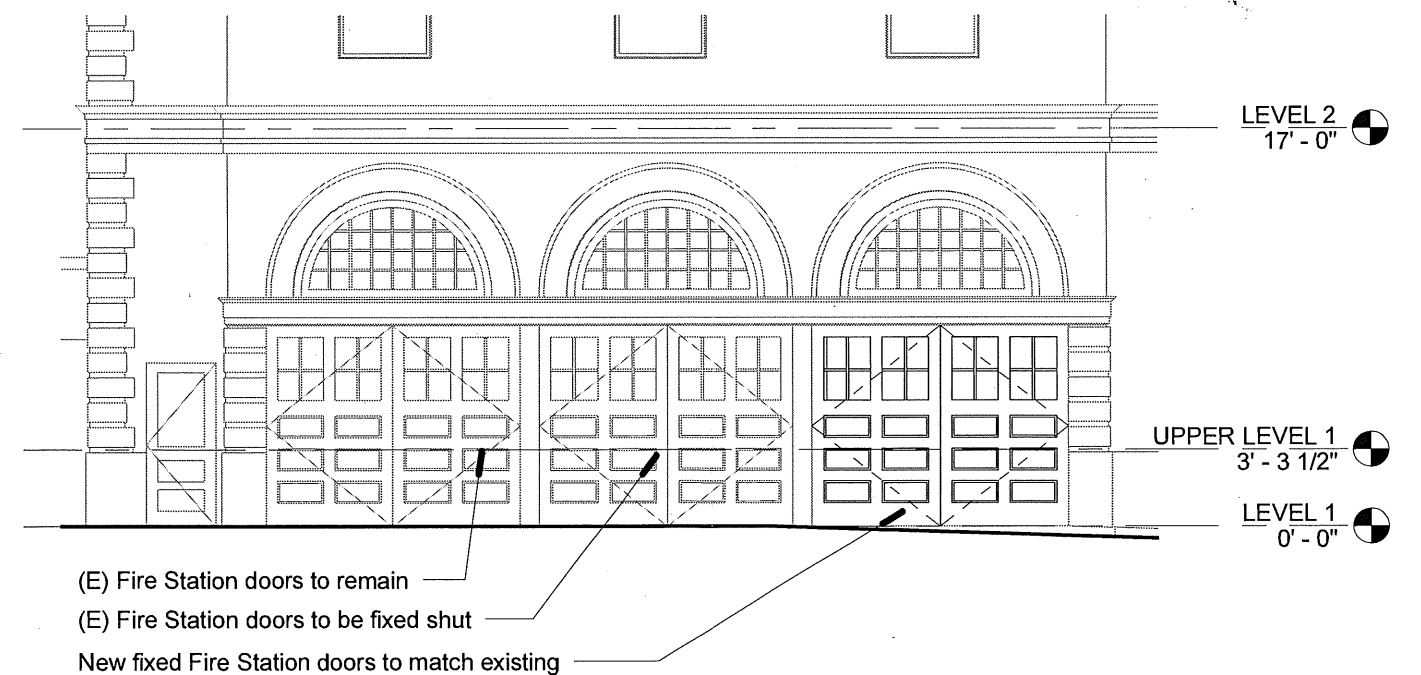 LEVEL 2
17' - 0"
UPPER LEVEL 1
3' - 3 1/2"
LEVEL 1
0' - 0"
(E) Fire Station doors to remain
(E) Fire Station doors to be fixed shut
New fixed Fire Station doors to match existing